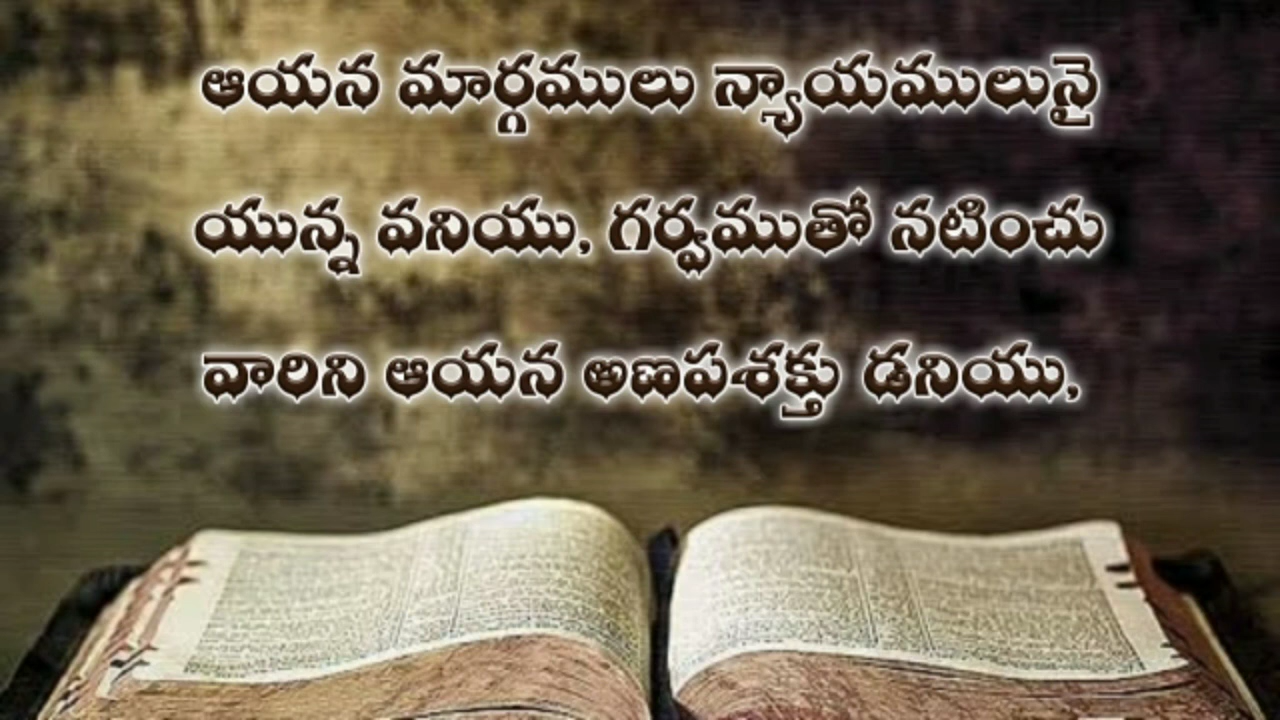 ఆయన మార్గములు న్యాయములునై
యున్న వనియు, గర్వముతో నటించు
వారిని ఆయన అణపశక్తు డనియు,